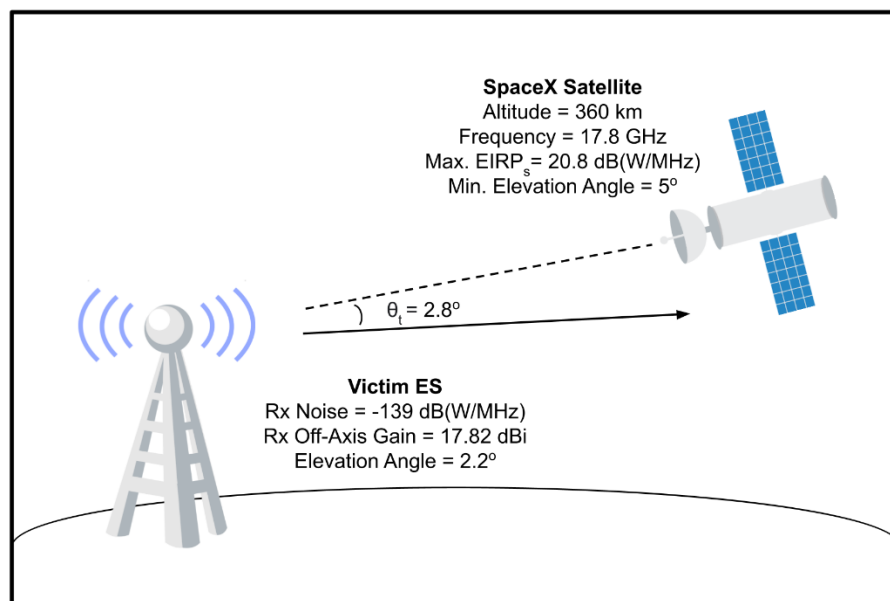 SpaceX Satellite
Altitude = 360 km
Frequency = 17.8 GHz
Max. EIRPₛ= 20.8 dB(W/MHz)
Min. Elevation Angle = 5º
θₜ = 2.8º
Victim ES
Rx Noise = -139 dB(W/MHz)
Rx Off-Axis Gain = 17.82 dBi
Elevation Angle = 2.2º